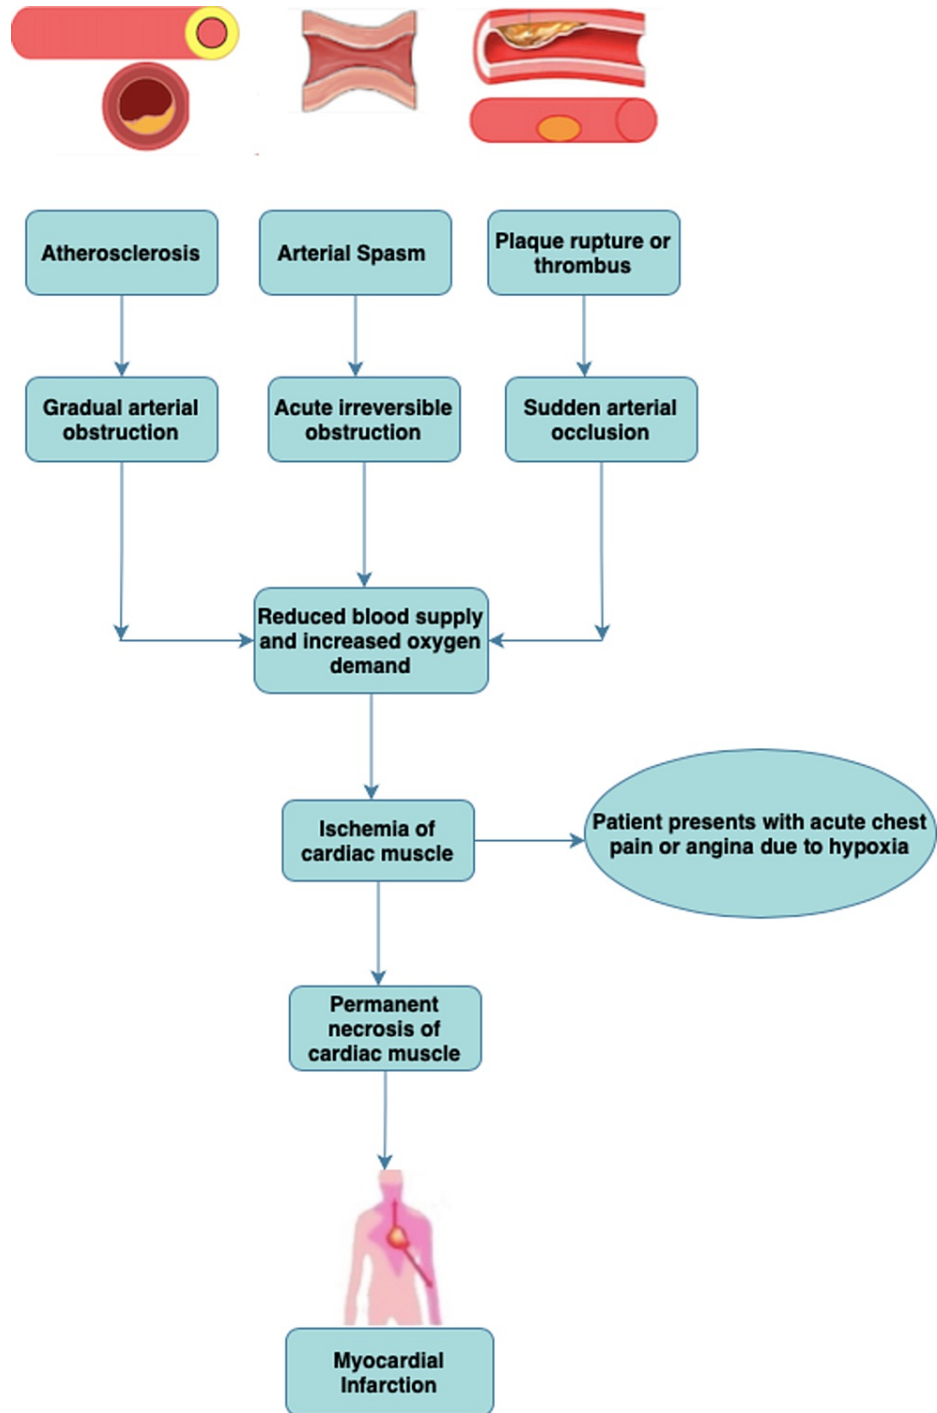 Atherosclerosis
Arterial Spasm
Plaque rupture or
thrombus
Gradual arterial
obstruction
Acute irreversible
obstruction
Sudden arterial
occlusion
Reduced blood supply
and increased oxygen
demand
Ischemia of
cardiac muscle
Patient presents with acute chest
pain or angina due to hypoxia
Permanent
necrosis of
cardiac muscle
Myocardial
Infarction